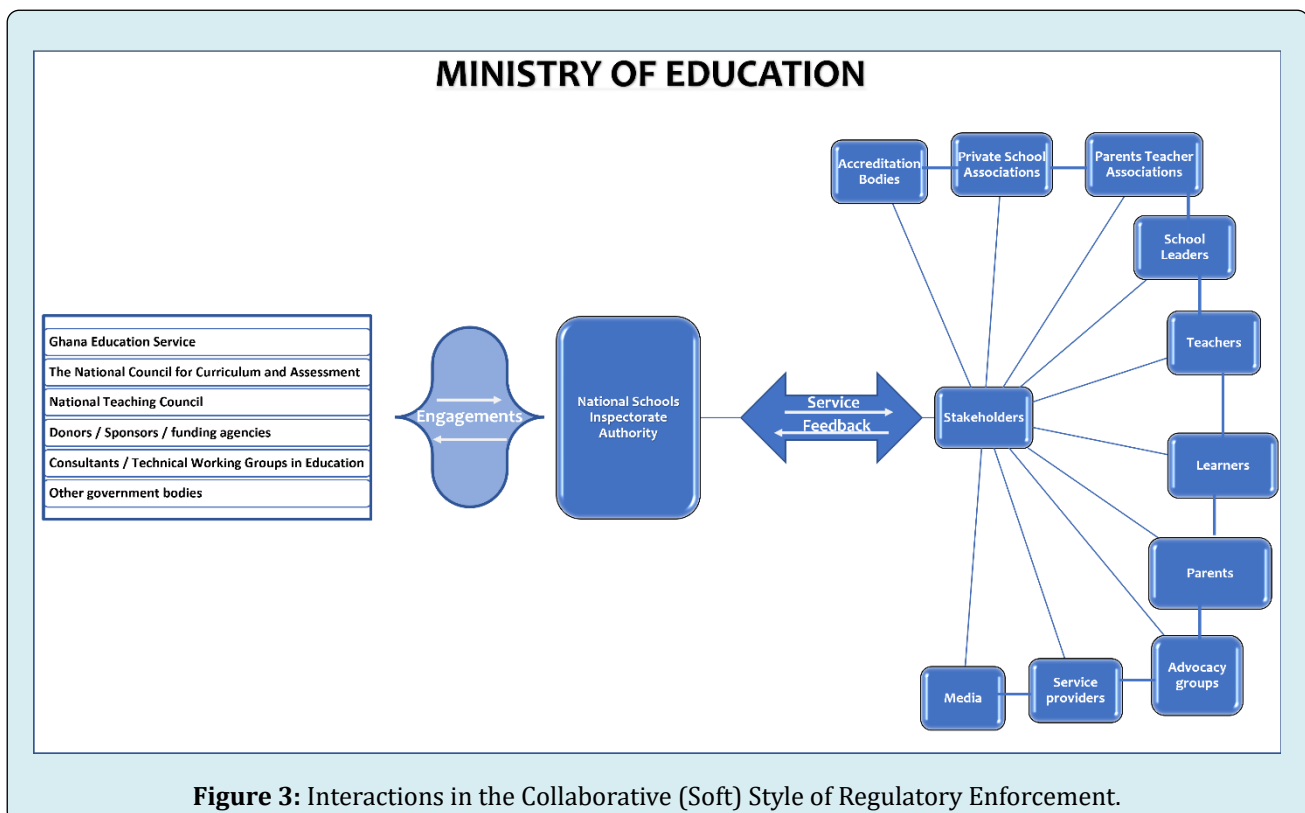 MINISTRY OF EDUCATION
Accreditation
Bodies
Private School
Associations
Parents Teacher
Associations
School
Leaders
Teachers
Learners
Parents
Advocacy
groups
Service
providers
Media
Stakeholders
Service
Feedback
National Schools
Inspectorate
Authority
Engagements
Ghana Education Service
The National Council for Curriculum and Assessment
National Teaching Council
Donors / Sponsors / funding agencies
Consultants / Technical Working Groups in Education
Other government bodies
Figure 3: Interactions in the Collaborative (Soft) Style of Regulatory Enforcement.